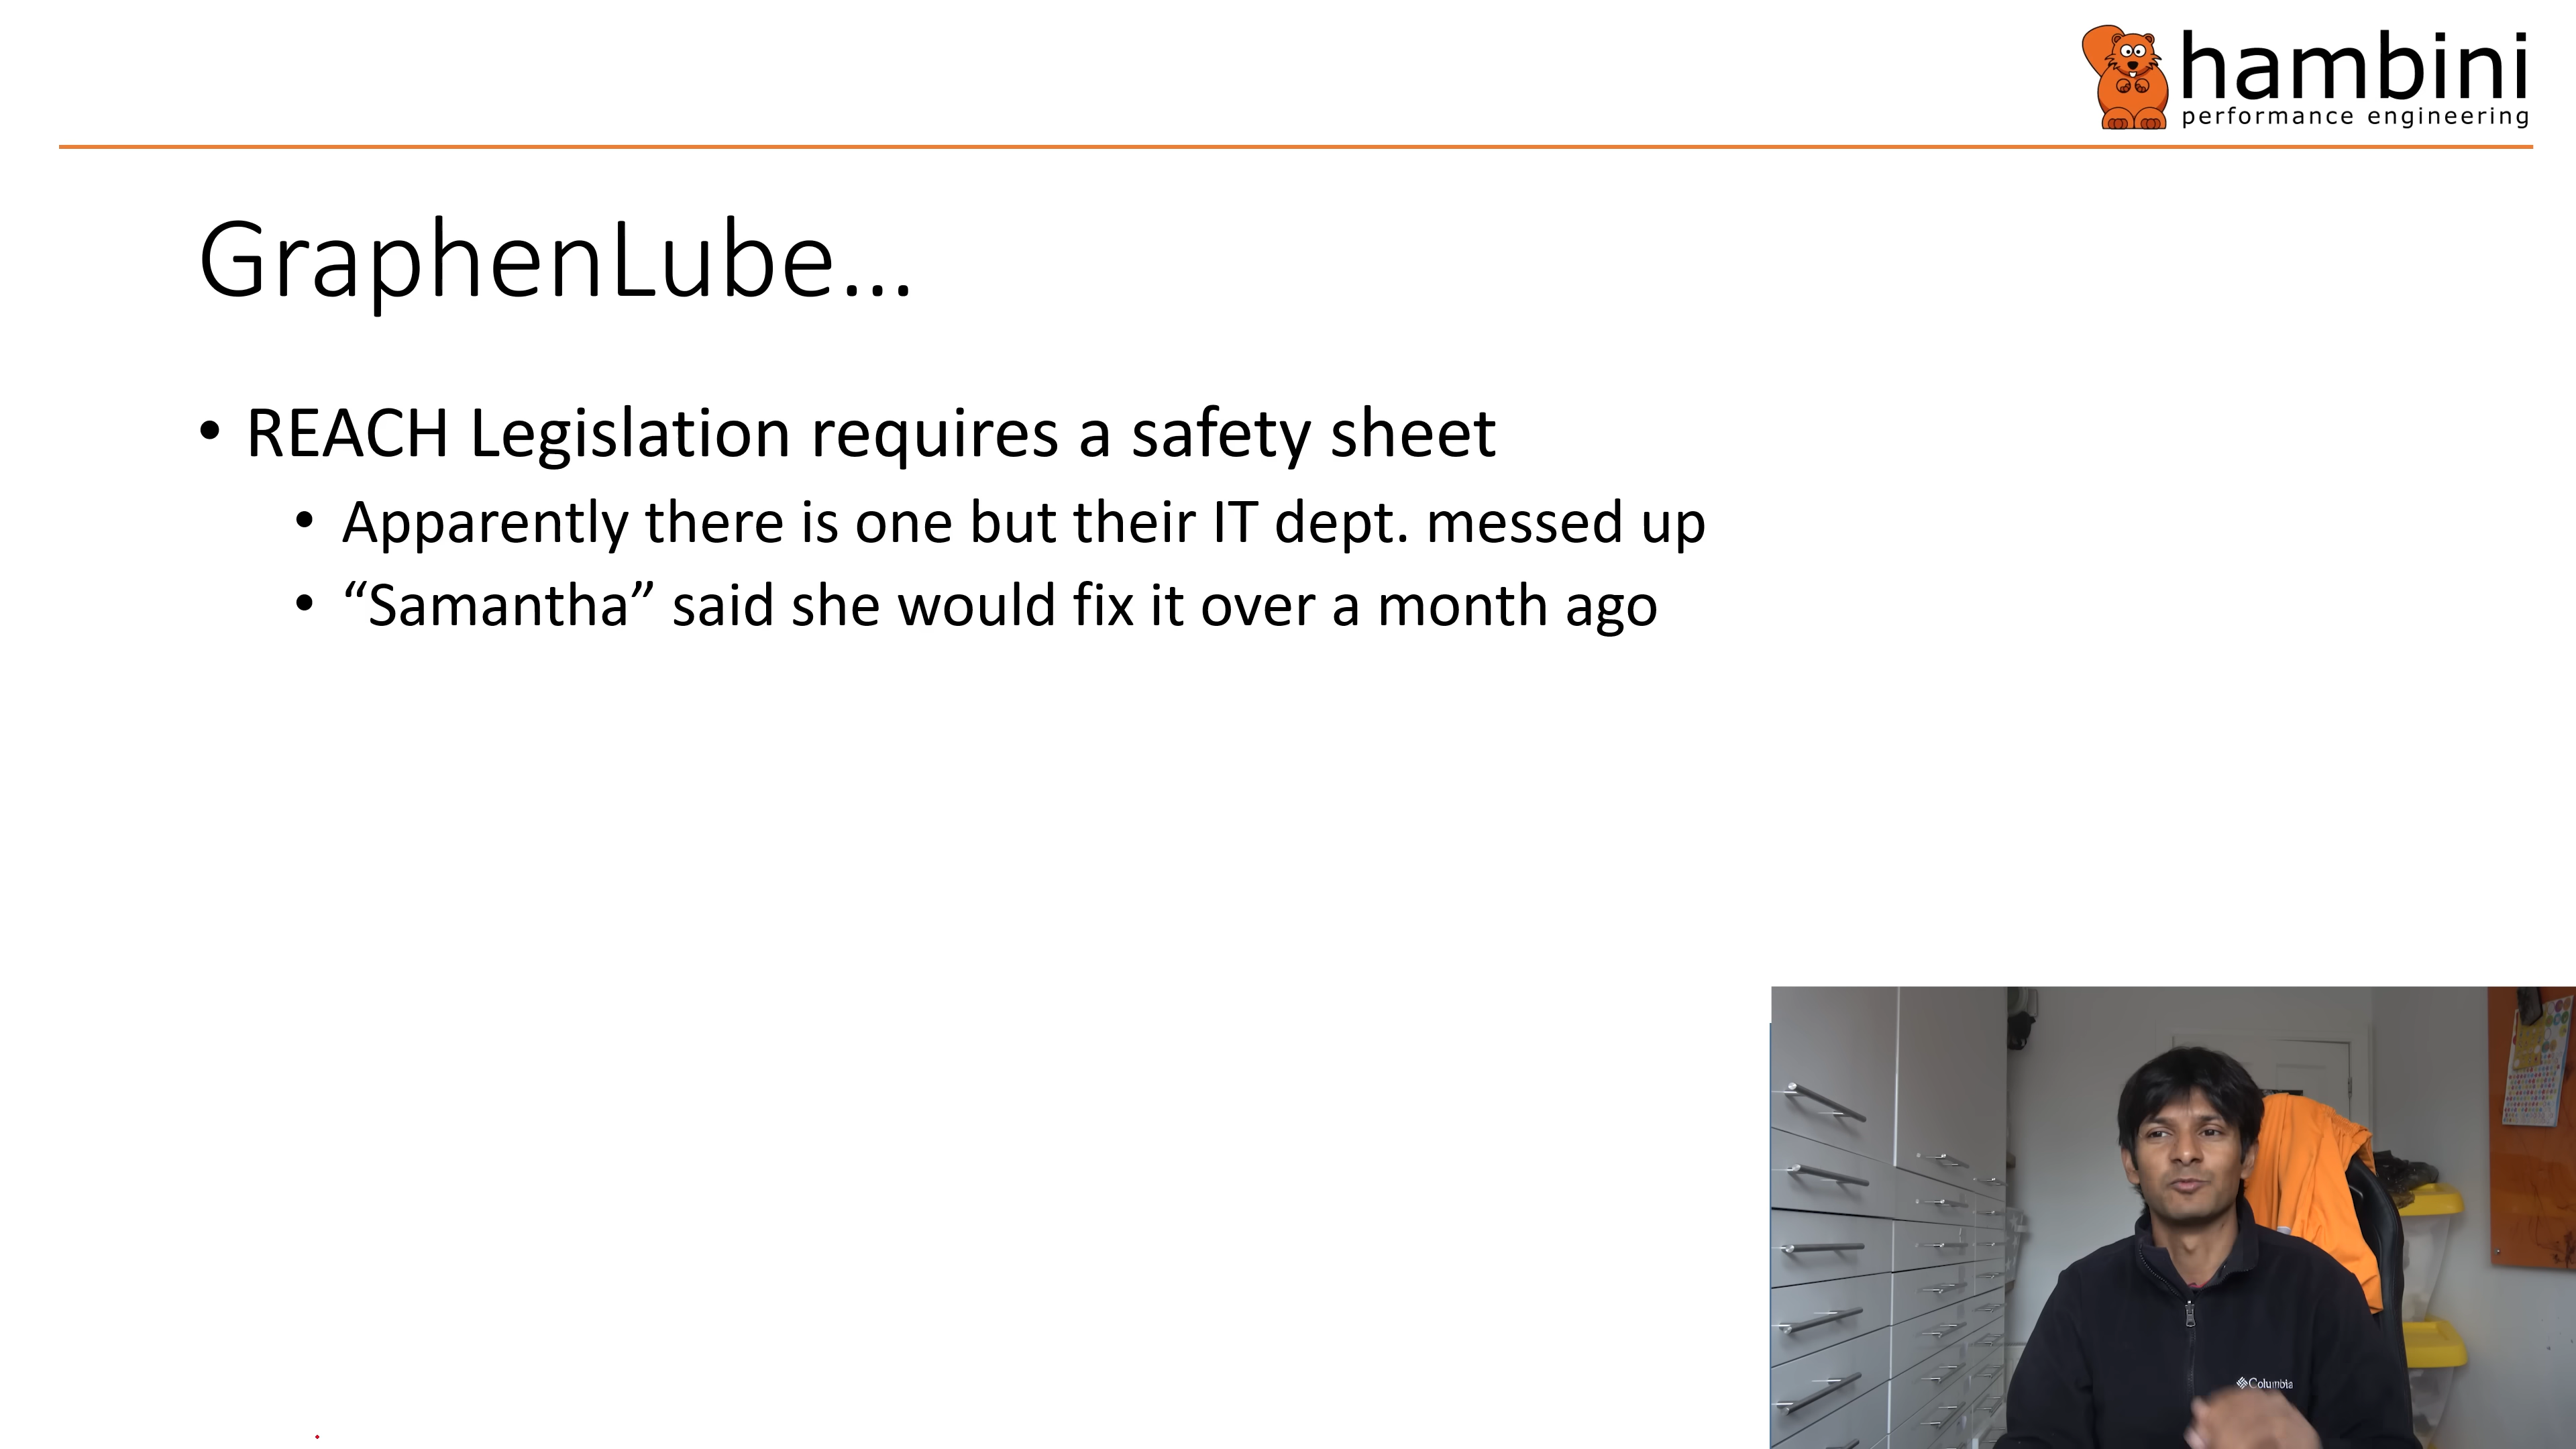 hambini
performance engineering
GraphenLube...
• REACH Legislation requires a safety sheet
• Apparently there is one but their IT dept. messed up
• “Samantha” said she would fix it over a month ago
Columbia